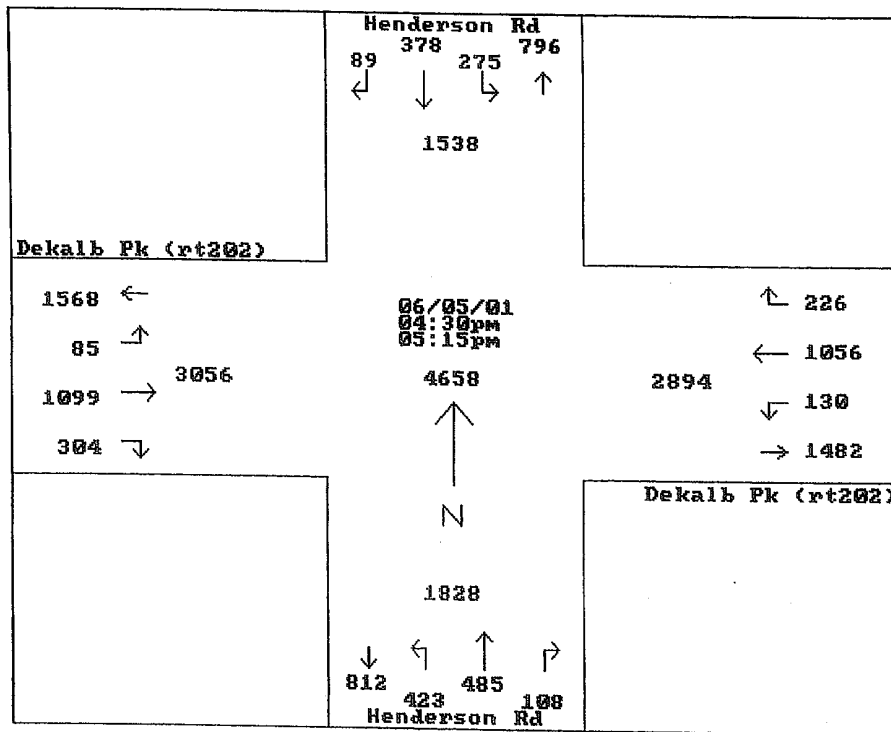 Henderson Rd
89 378 275 796
1538
Dekalb Pk (rt202)
1568
85
1099
304
3056
06/05/01
04:30pm
05:15pm
4658
N
2894
226
1056
130
1482
Dekalb Pk (rt202)
1828
812 423 485 108
Henderson Rd